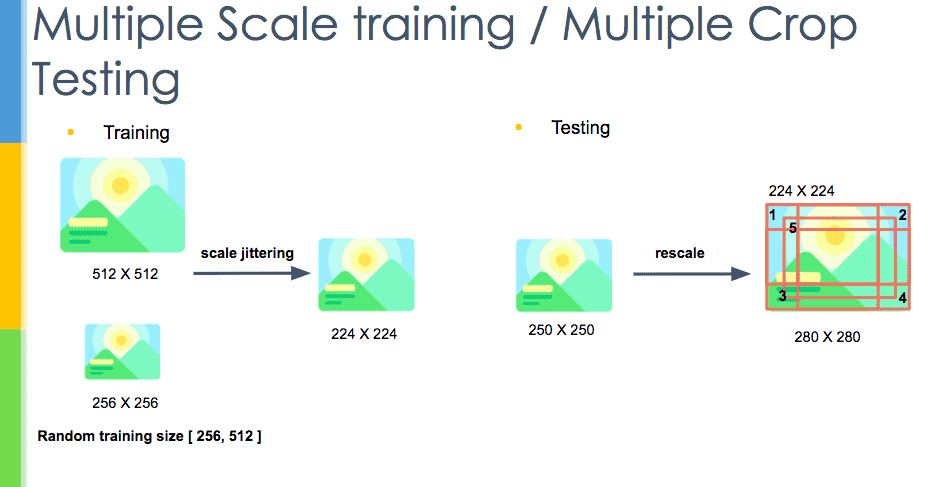 Multiple Scale training / Multiple Crop
Testing
Training
512 X 512
scale jittering
224 X 224
256 X 256
Random training size [ 256, 512 ]
Testing
250 X 250
rescale
224 X 224
1
2
5
3
4
280 X 280